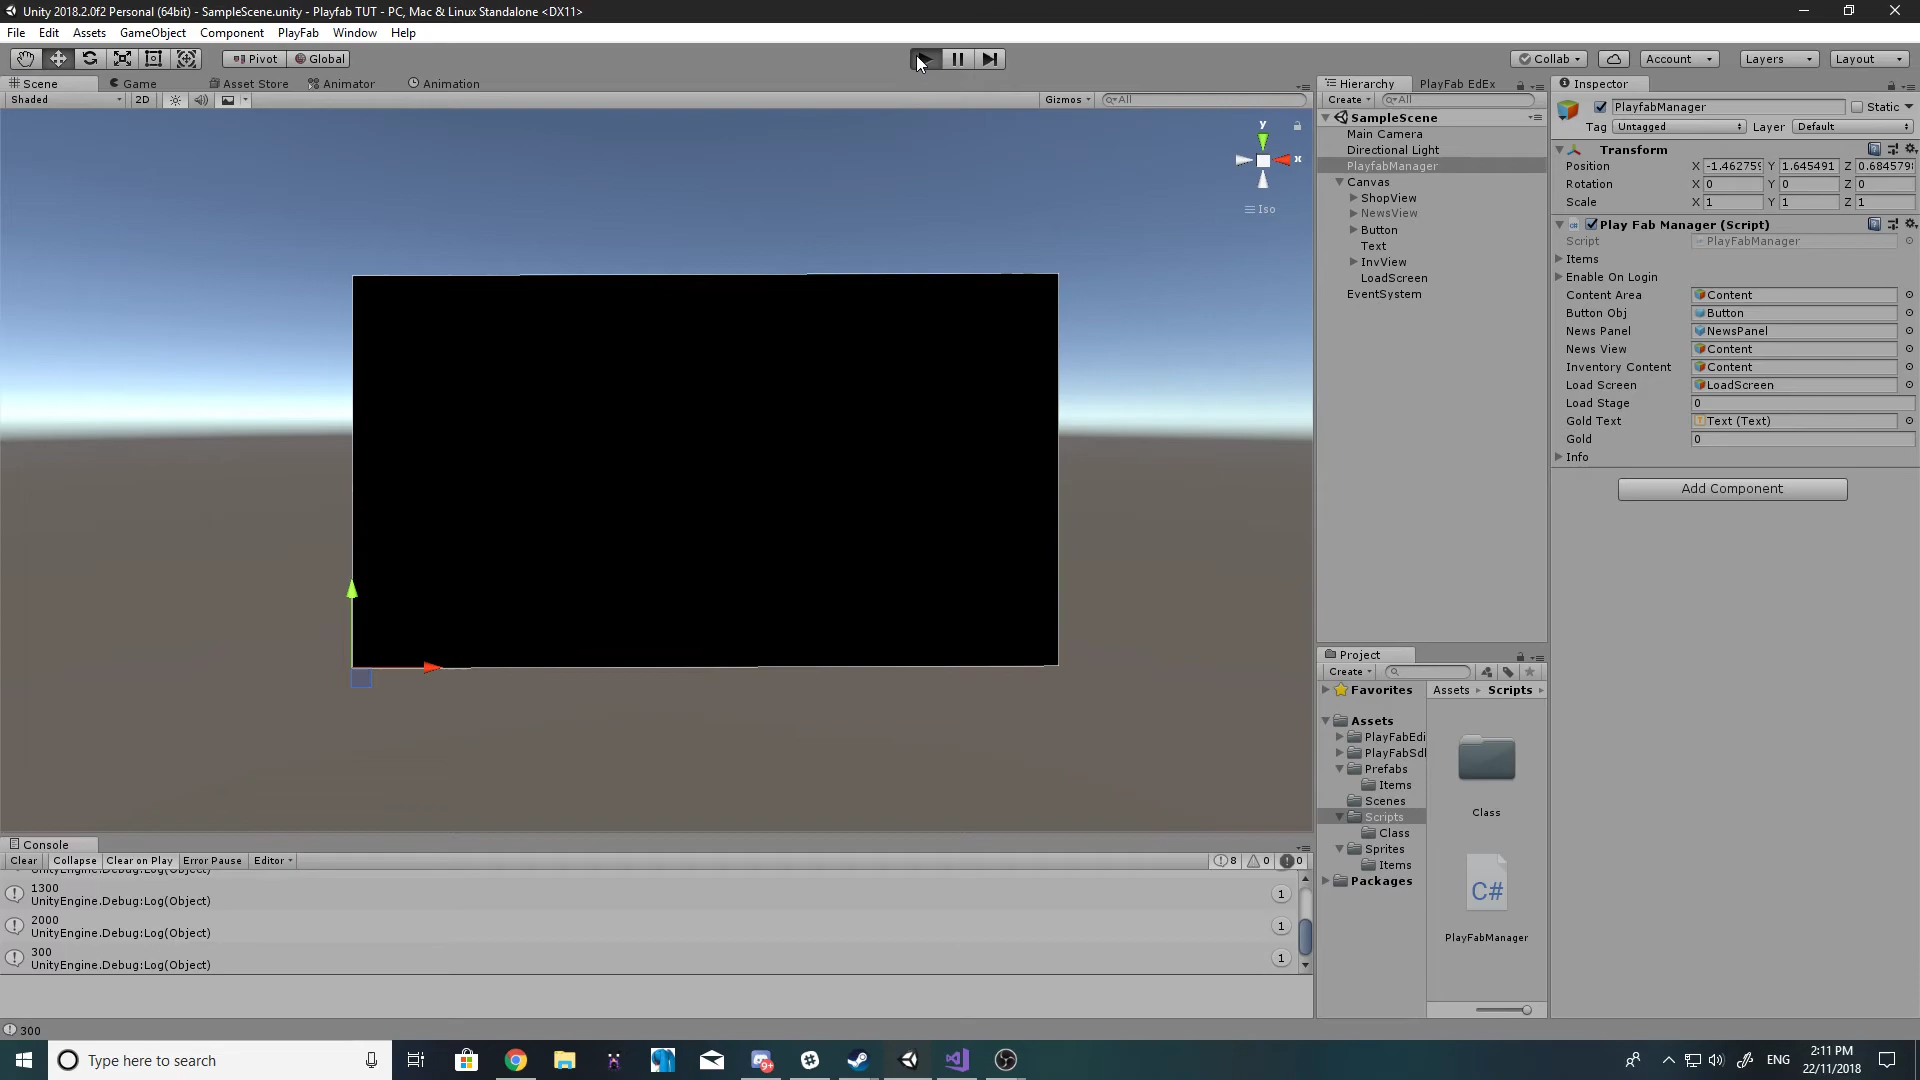 Unity 2018.2.0f2 Personal (64bit) - SampleScene.unity - Playfab TUT - PC, Mac & Linux Standalone <DX11>
File Edit Assets GameObject Component PlayFab Window Help
Pivot Global Collab Account Layers Layout
Scene Game Asset Store Animator Animation
Shaded 2D Gizmos All
y
x
Iso
Hierarchy PlayFab EdEx
Create All
SampleScene
Main Camera
Directional Light
PlayfabManager
Canvas
ShopView
NewsView
Button
Text
InvView
LoadScreen
EventSystem
Inspector
PlayfabManager Static
Tag Untagged Layer Default
Transform
Position X -1.462759 Y 1.645491 Z 0.684579
Rotation X 0 Y 0 Z 0
Scale X 1 Y 1 Z 1
Play Fab Manager (Script)
Script PlayFabManager
Items
Enable On Login
Content Area Content
Button Obj Button
News Panel NewsPanel
News View Content
Inventory Content Content
Load Screen LoadScreen
Load Stage 0
Gold Text Text (Text)
Gold 0
Info
Add Component
Project
Create
Favorites
Assets
PlayFabEdi
PlayFabSdl
Prefabs
Items
Scenes
Scripts
Class
Sprites
Items
Packages
Assets Scripts
Class
C#
PlayFabManager
Console
Clear Collapse Clear on Play Error Pause Editor 8 0 0
UnityEngine.Debug:Log(Object)
1300
UnityEngine.Debug:Log(Object) 1
2000
UnityEngine.Debug:Log(Object) 1
300
UnityEngine.Debug:Log(Object) 1
300
Type here to search
9+
ENG
2:11 PM
22/11/2018